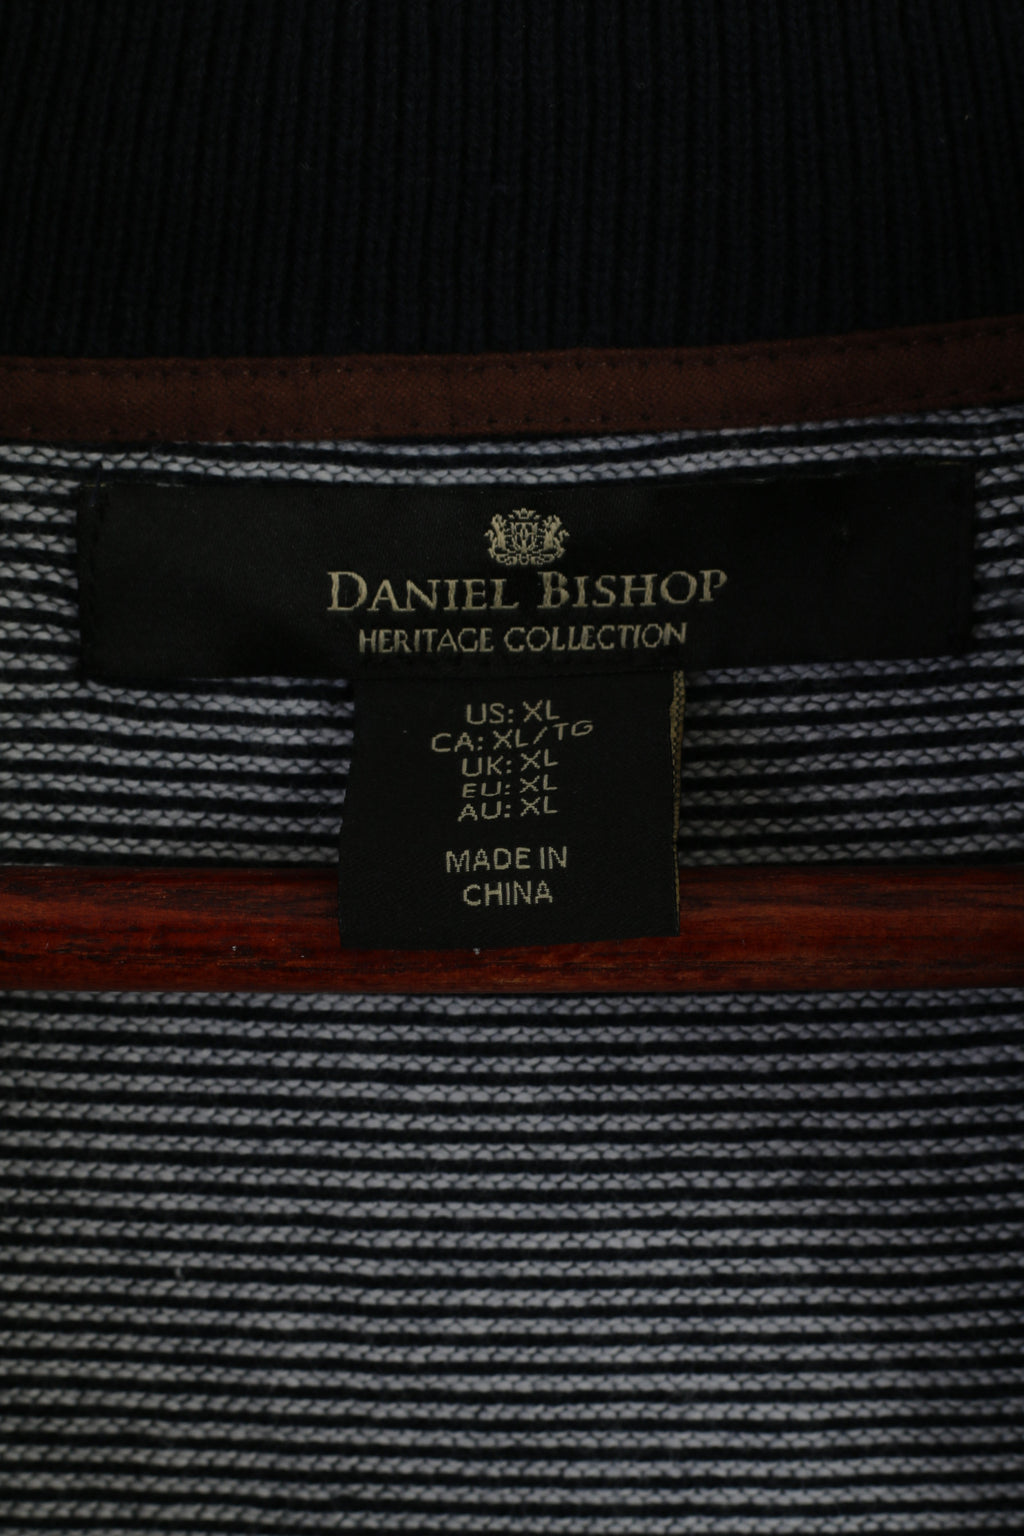 DANIEL BISHOP
HERITAGE COLLECTION
US: XL
CA: XL/TG
UK: XL
EU: XL
AU: XL
MADE IN
CHINA